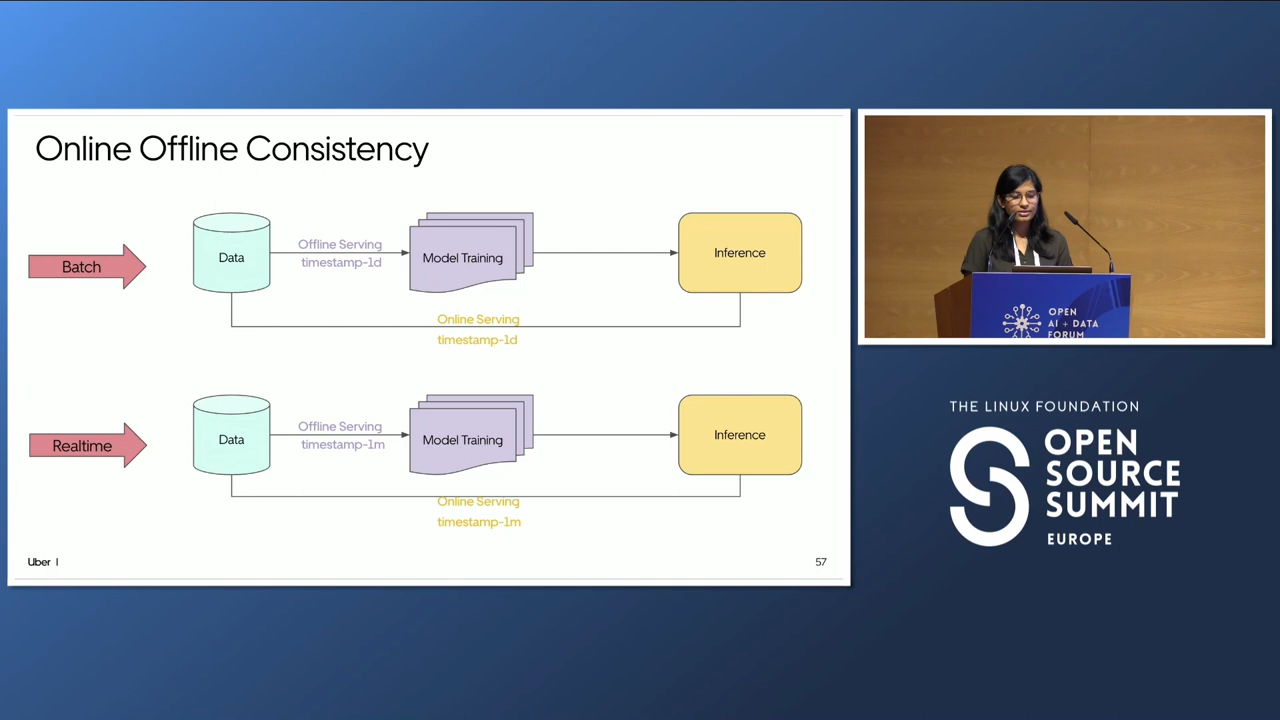 Online Offline Consistency
Batch
Data
Offline Serving
timestamp-1d
Model Training
Inference
Online Serving
timestamp-1d
Realtime
Data
Offline Serving
timestamp-1m
Model Training
Inference
Online Serving
timestamp-1m
Uber |
57
OPEN
AI + DATA
FORUM
THE LINUX FOUNDATION
OPEN
SOURCE
SUMMIT
EUROPE